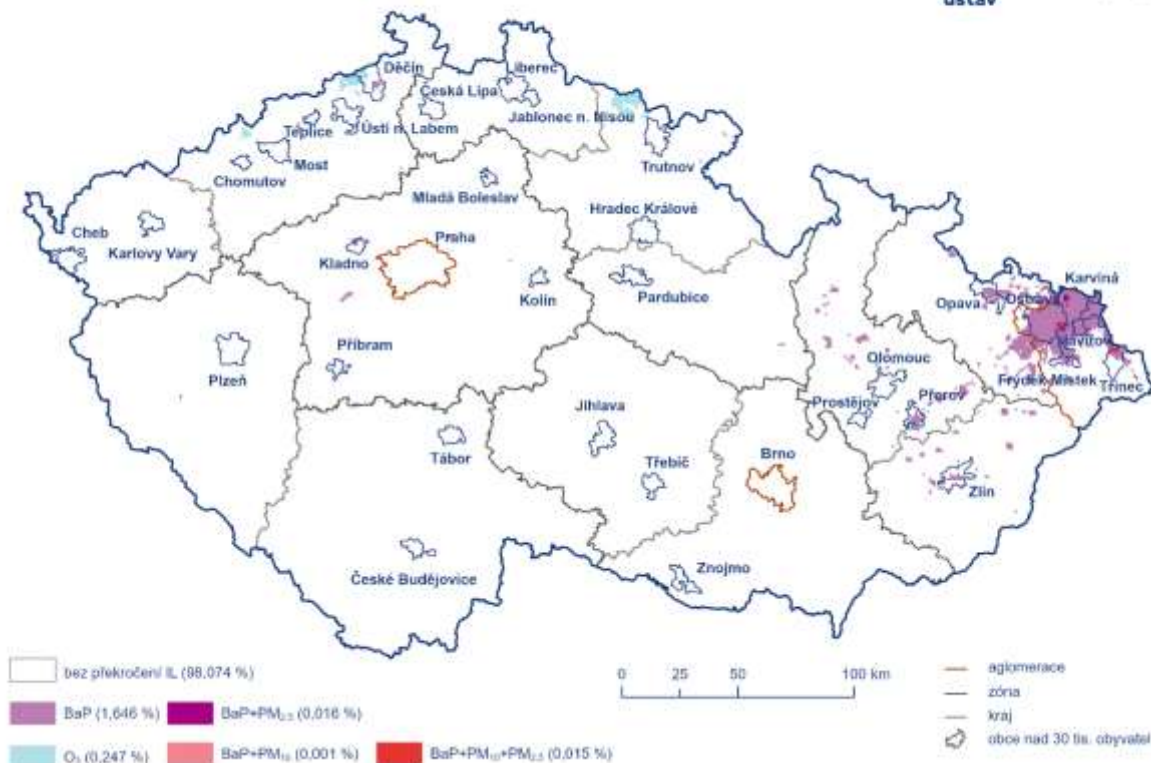 ústav
Děčín
iberec
Česká Lípa
Jablonec n. Nisou
Teplice
Ústí n. Labem
Most
Chomutov
Trutnov
Mladá Boleslav
Hradec Králové
Cheb
Karlovy Vary
Praha
Kladno
Kolín
Pardubice
Karviná
Opava
Ostrava
Havířov
Olomouc
Příbram
Plzeň
Frýdek-Místek
Třinec
Prostějov
Přerov
Jihlava
Tábor
Třebíč
Brno
Zlín
České Budějovice
Znojmo
bez překročení IL (98,074 %)
BaP (1,646 %)
BaP+PM2.5 (0,016 %)
O3 (0,247 %)
BaP+PM10 (0,001 %)
BaP+PM10+PM2.5 (0,015 %)
0 25 50 100 km
aglomerace
zóna
kraj
obce nad 30 tis. obyvatel